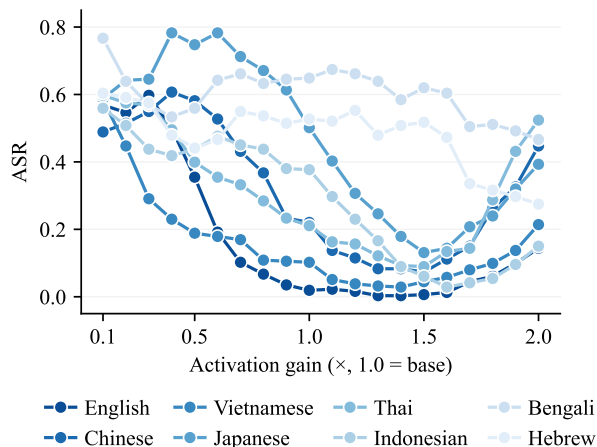 0.8
0.6
0.4
0.2
0.0
ASR
0.1 0.5 1.0 1.5 2.0
Activation gain (×, 1.0 = base)
English Vietnamese Thai Bengali
Chinese Japanese Indonesian Hebrew